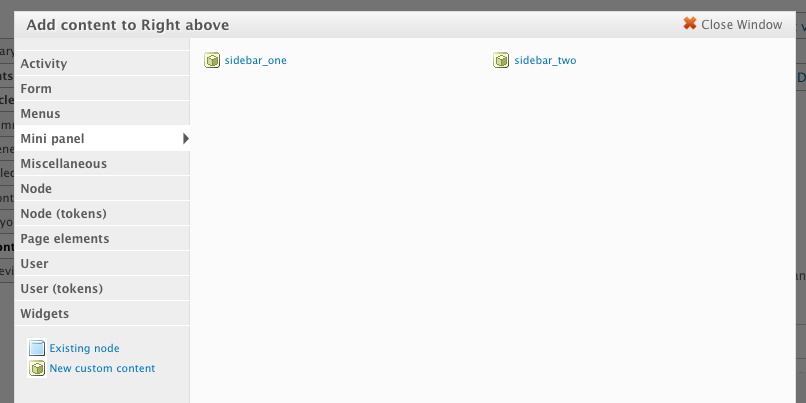 Add content to Right above
Close Window
Activity
Form
Menus
Mini panel
Miscellaneous
Node
Node (tokens)
Page elements
User
User (tokens)
Widgets
Existing node
New custom content
sidebar_one
sidebar_two